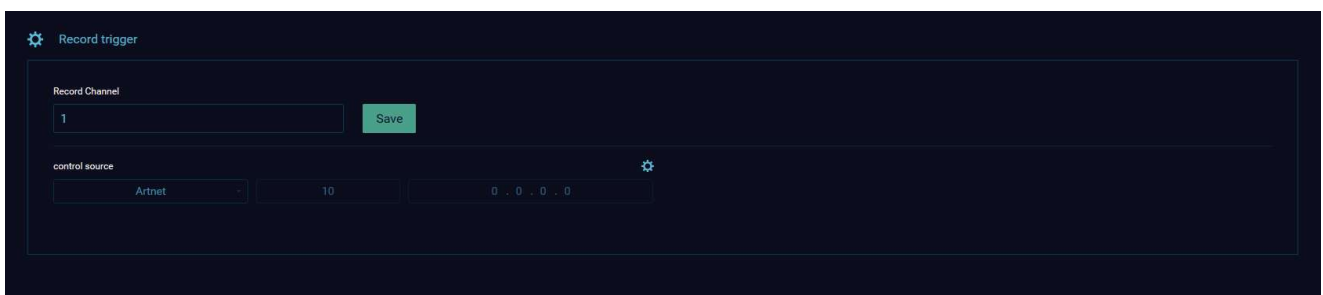 Record trigger
Record Channel
1
Save
control source
Artnet 10 0 . 0 . 0 . 0